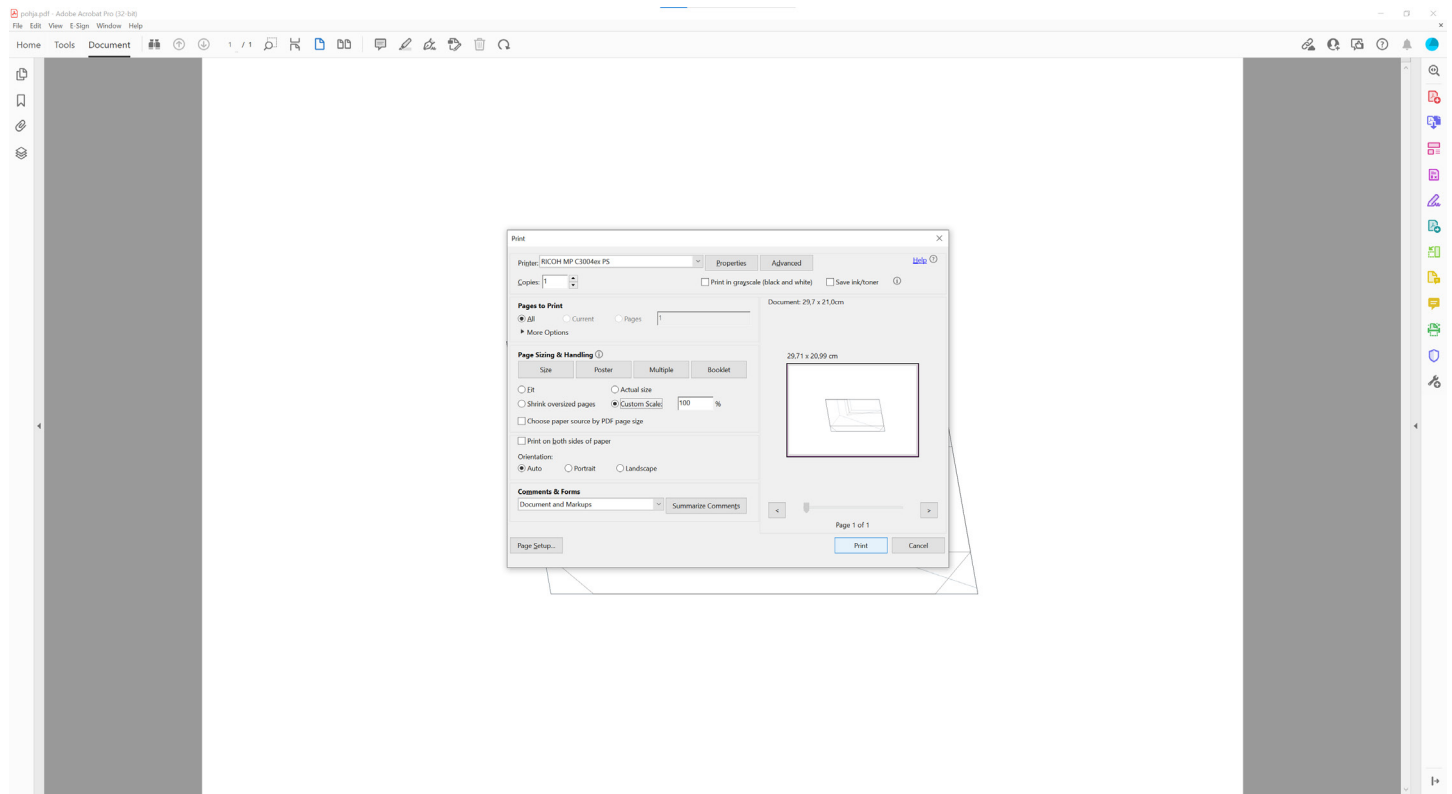 pohja.pdf - Adobe Acrobat Pro (32-bit)
File Edit View E-Sign Window Help
Home Tools Document 1 / 1
Print
Printer: RICOH MP C3004ex PS Properties Advanced Help
Copies: 1 Print in grayscale (black and white) Save ink/toner
Pages to Print
All Current Pages 1
More Options
Document: 29,7 x 21,0cm
Page Sizing & Handling
Size Poster Multiple Booklet
Fit Actual size
Shrink oversized pages Custom Scale: 100 %
Choose paper source by PDF page size
29,71 x 20,99 cm
Print on both sides of paper
Orientation:
Auto Portrait Landscape
Comments & Forms
Document and Markups Summarize Comments
< >
Page 1 of 1
Page Setup... Print Cancel